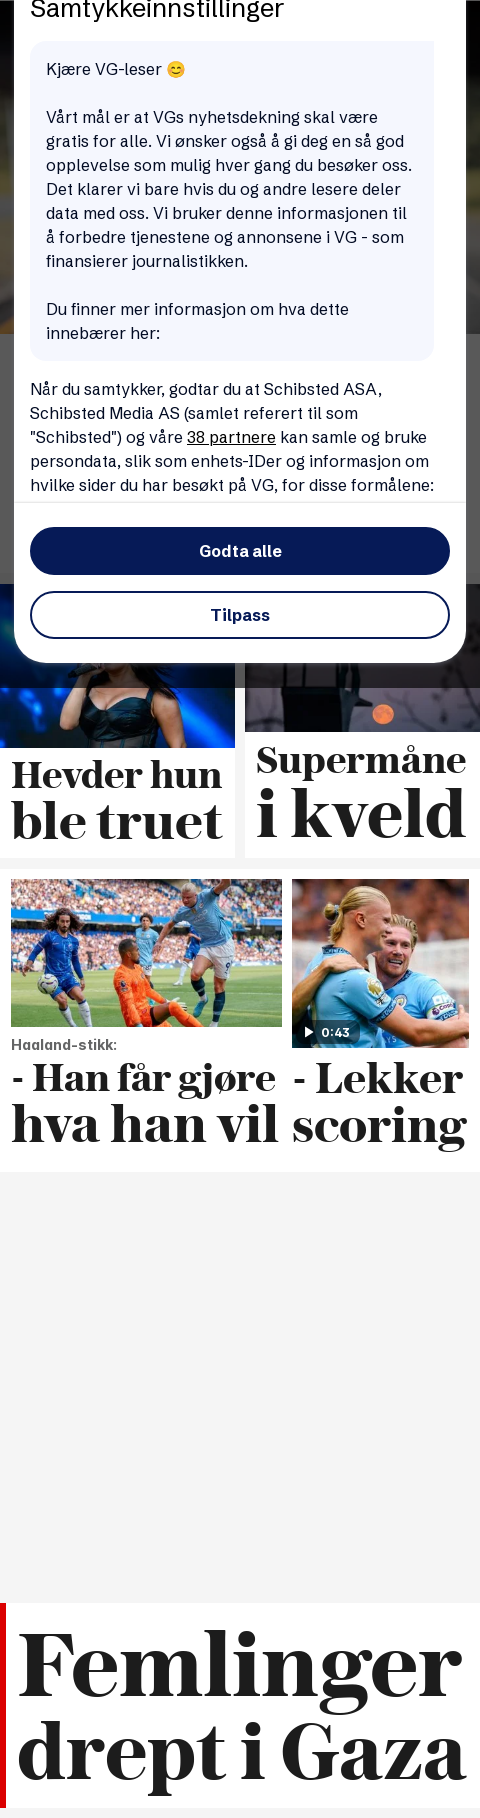 Samtykkeinnstillinger
Kjære VG-leser 😊
Vårt mål er at VGs nyhetsdekning skal være
gratis for alle. Vi ønsker også å gi deg en så god
opplevelse som mulig hver gang du besøker oss.
Det klarer vi bare hvis du og andre lesere deler
data med oss. Vi bruker denne informasjonen til
å forbedre tjenestene og annonsene i VG - som
finansierer journalistikken.
Du finner mer informasjon om hva dette
innebærer her:
Når du samtykker, godtar du at Schibsted ASA,
Schibsted Media AS (samlet referert til som
"Schibsted") og våre 38 partnere kan samle og bruke
persondata, slik som enhets-IDer og informasjon om
hvilke sider du har besøkt på VG, for disse formålene:
Godta alle
Tilpass
Hevder hun
ble truet
Supermåne
i kveld
0:43
Haaland-stikk:
- Han får gjøre
hva han vil
- Lekker
scoring
Femlinger
drept i Gaza